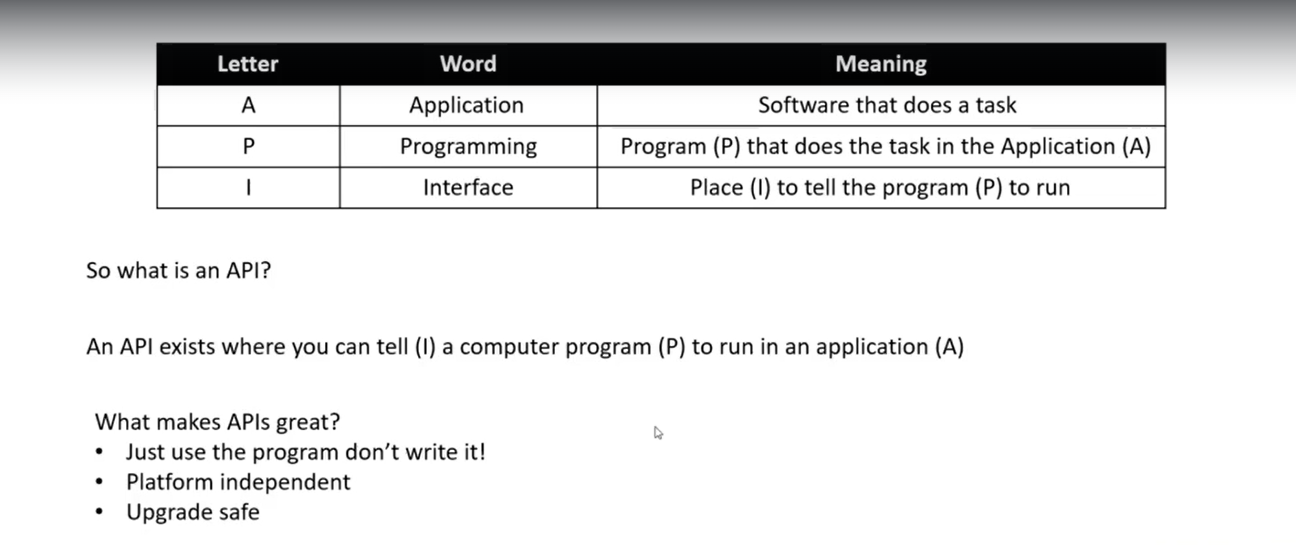 Letter Word Meaning
A Application Software that does a task
P Programming Program (P) that does the task in the Application (A)
I Interface Place (I) to tell the program (P) to run
So what is an API?
An API exists where you can tell (I) a computer program (P) to run in an application (A)
What makes APIs great?
• Just use the program don’t write it!
• Platform independent
• Upgrade safe